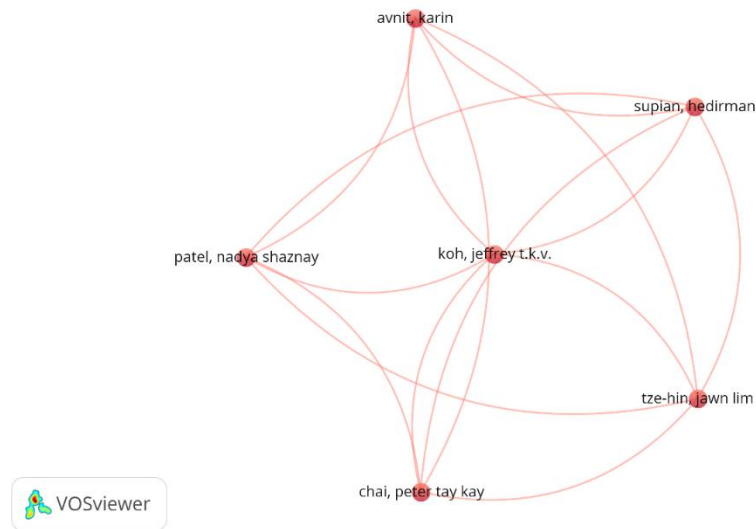 avnit, karin
supian, hedirman
patel, nadya shaznay
koh, jeffrey t.k.v.
tze-hin, jawn lim
chai, peter tay kay
VOSviewer